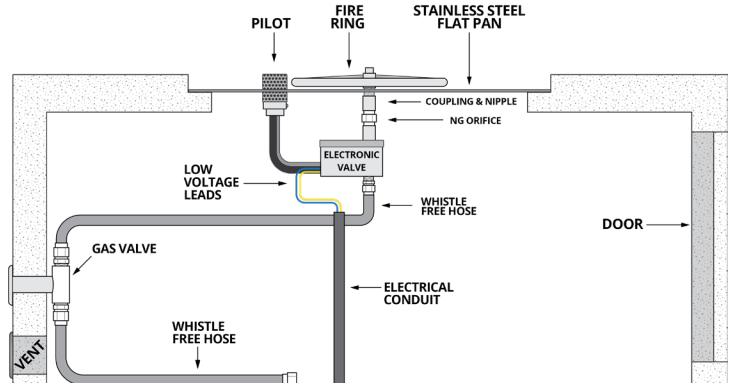 PILOT
FIRE
RING
STAINLESS STEEL
FLAT PAN
COUPLING & NIPPLE
NG ORIFICE
ELECTRONIC
VALVE
LOW
VOLTAGE
LEADS
WHISTLE
FREE HOSE
DOOR
GAS VALVE
ELECTRICAL
CONDUIT
WHISTLE
FREE HOSE
VENT